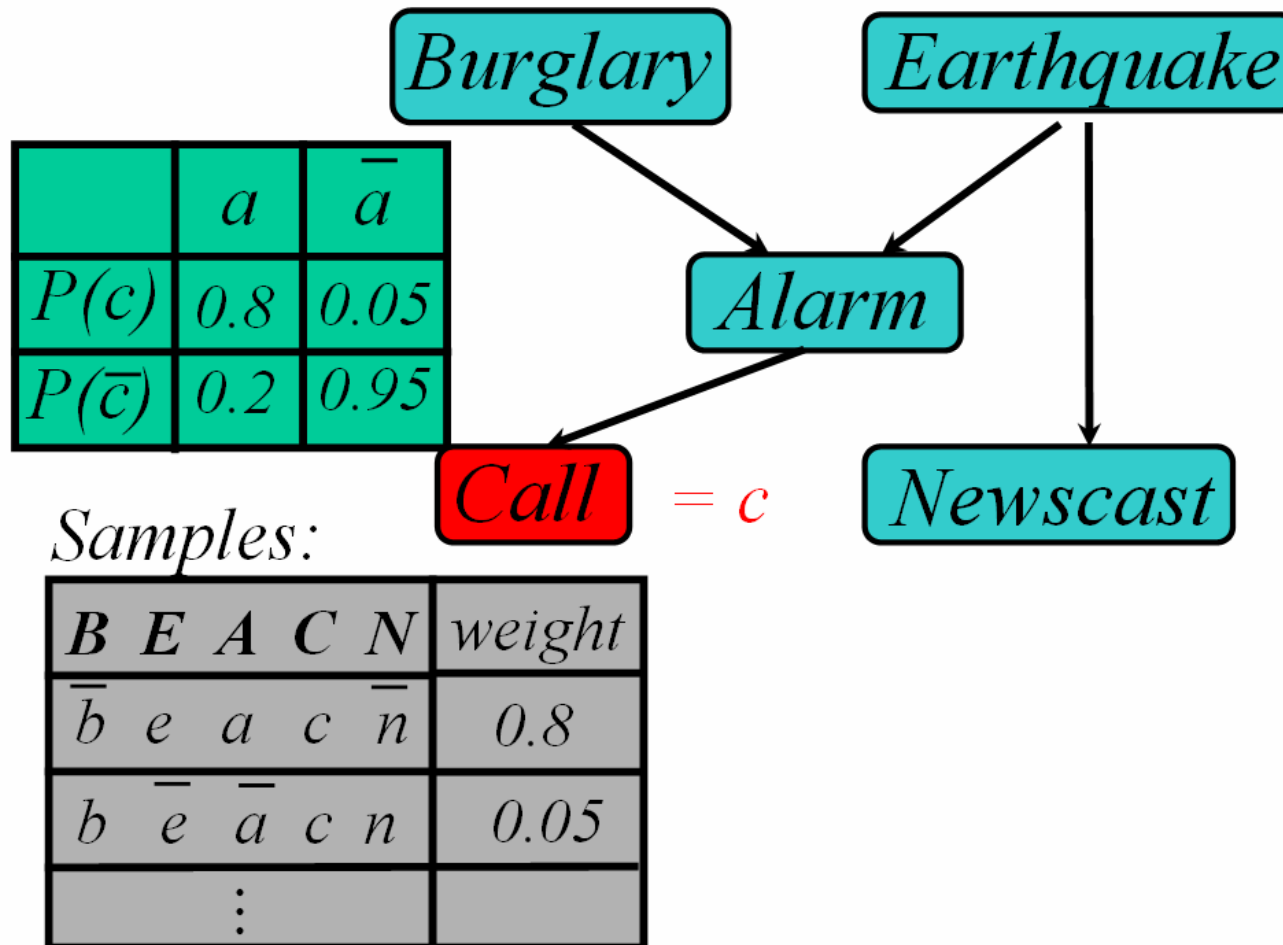 Burglary Earthquake
a a̅
Alarm
P(c) 0.8 0.05
P(c̅) 0.2 0.95
Call = c Newscast
Samples:
B E A C N weight
b̅ e a c n̅ 0.8
b e̅ a̅ c n 0.05
⋮